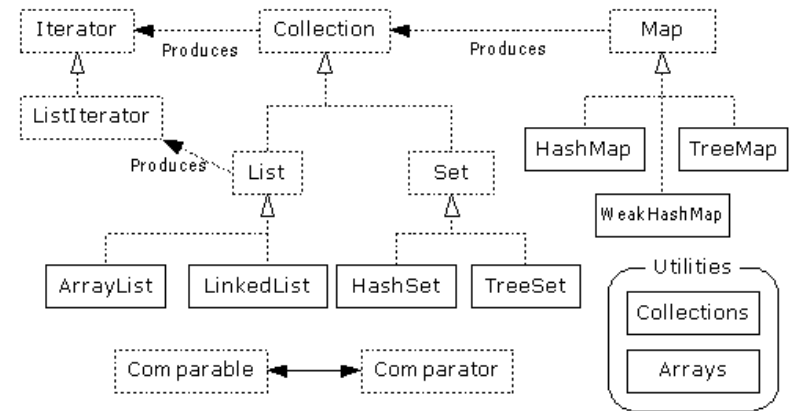 Iterator
Collection
Map
Produces
Produces
ListIterator
Produces
List
Set
HashMap
TreeMap
WeakHashMap
ArrayList
LinkedList
HashSet
TreeSet
Utilities
Collections
Arrays
Comparable
Comparator